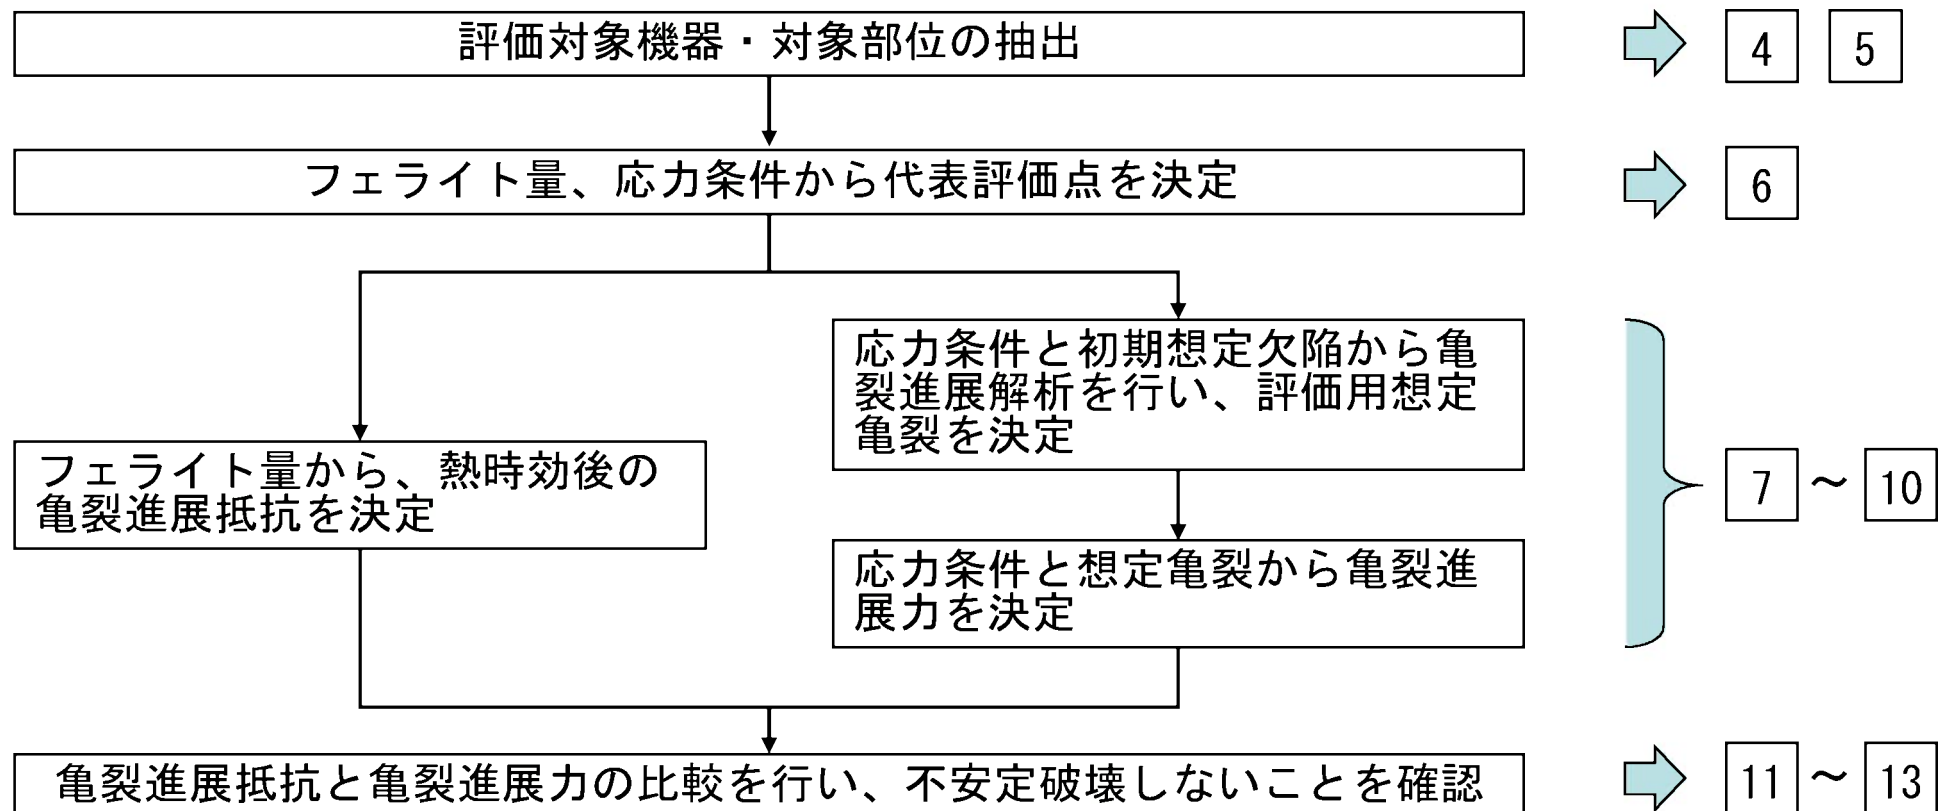 評価対象機器・対象部位の抽出
4 5
フェライト量、応力条件から代表評価点を決定
6
応力条件と初期想定欠陥から亀
裂進展解析を行い、評価用想定
亀裂を決定
フェライト量から、熱時効後の
亀裂進展抵抗を決定
応力条件と想定亀裂から亀裂進
展力を決定
7 ～ 10
亀裂進展抵抗と亀裂進展力の比較を行い、不安定破壊しないことを確認
11 ～ 13